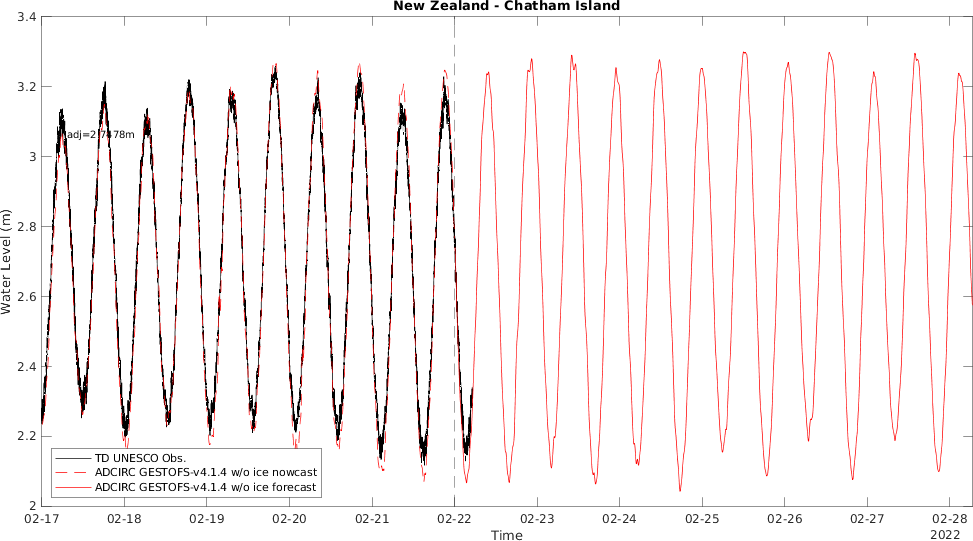 New Zealand - Chatham Island
3.4
3.2
3
2.8
2.6
2.4
2.2
2
Water Level (m)
adj=2.7478m
TD UNESCO Obs.
ADCIRC GESTOFS-v4.1.4 w/o ice nowcast
ADCIRC GESTOFS-v4.1.4 w/o ice forecast
02-17 02-18 02-19 02-20 02-21 02-22 02-23 02-24 02-25 02-26 02-27 02-28
2022
Time